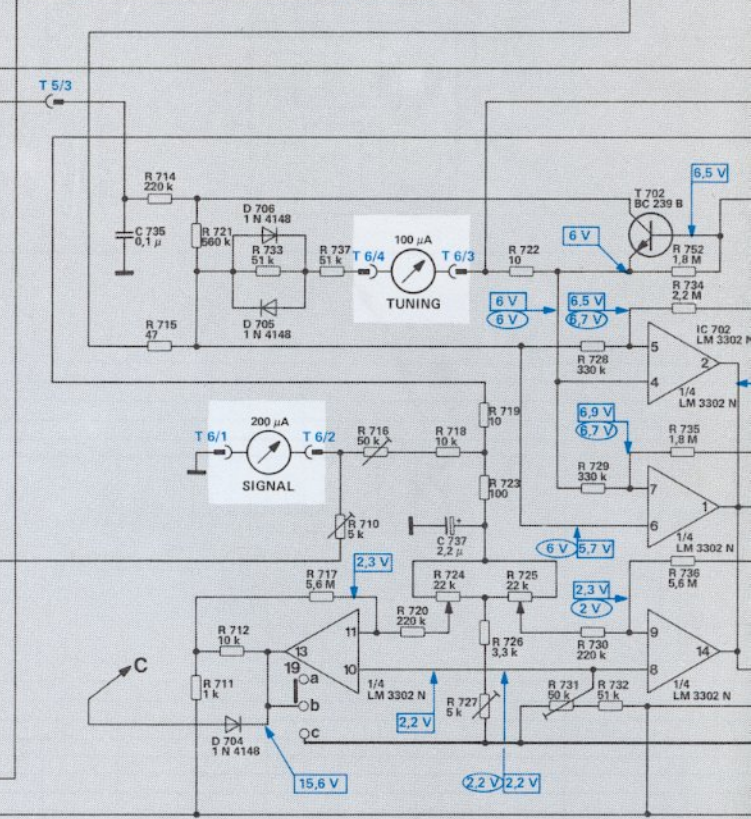 T 5/3
R 714
220 k
C 735
0,1 µ
R 721
560 k
D 706
1 N 4148
R 733
51 k
D 705
1 N 4148
R 737
51 k
T 6/4
100 µA
T 6/3
TUNING
R 722
10
T 702
BC 239 B
6,5 V
6 V
R 752
1,8 M
R 734
2,2 M
6 V
6 V
6,5 V
6,7 V
R 715
47
R 728
330 k
5
4
2
IC 702
LM 3302 N
1/4
LM 3302 N
T 6/1
200 µA
T 6/2
SIGNAL
R 716
50 k
R 718
10 k
R 719
10
R 723
100
6,9 V
6,7 V
R 735
1,8 M
R 729
330 k
7
6
1
1/4
LM 3302 N
R 710
5 k
C 737
2,2 µ
+
6 V
5,7 V
R 717
5,6 M
2,3 V
R 724
22 k
R 725
22 k
2,3 V
2 V
R 736
5,6 M
R 712
10 k
R 720
220 k
R 726
3,3 k
R 730
220 k
11
10
13
9
8
14
1/4
LM 3302 N
1/4
LM 3302 N
C
R 711
1 k
19
a
b
c
D 704
1 N 4148
R 727
5 k
R 731
50 k
R 732
51 k
2,2 V
15,6 V
2,2 V
2,2 V